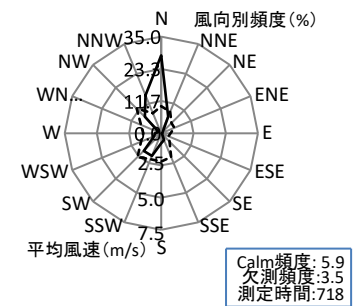 N
風向別頻度(%)
35.0
NNW
NNE
NW
23.3
NE
WN...
11.7
ENE
W
0.0
E
WSW
2.5
ESE
SW
5.0
SE
SSW
SSE
7.5
平均風速(m/s)
S
Calm頻度: 5.9
欠測頻度:3.5
測定時間:718